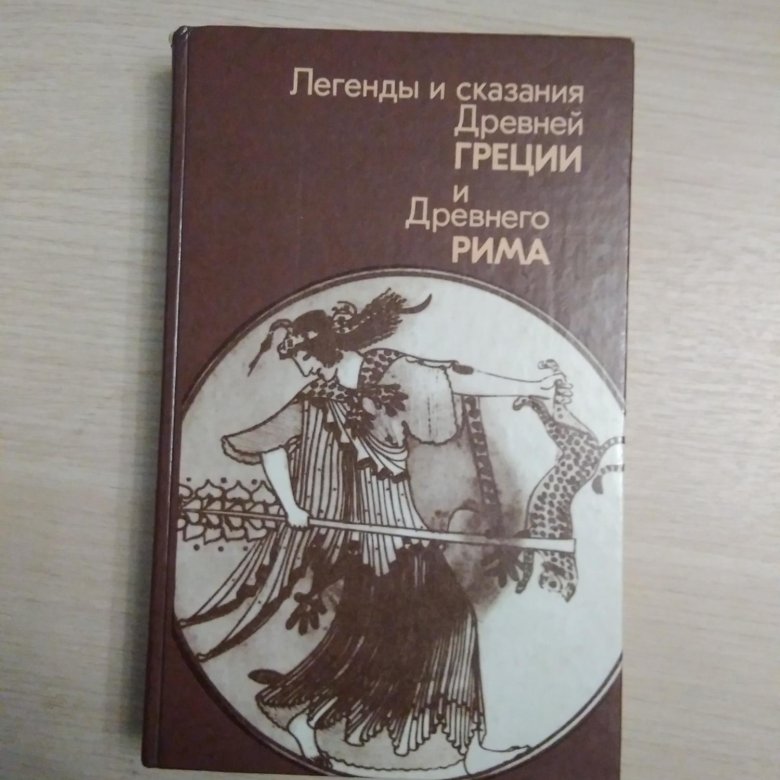 Легенды и сказания
Древней
ГРЕЦИИ
и
Древнего
РИМА